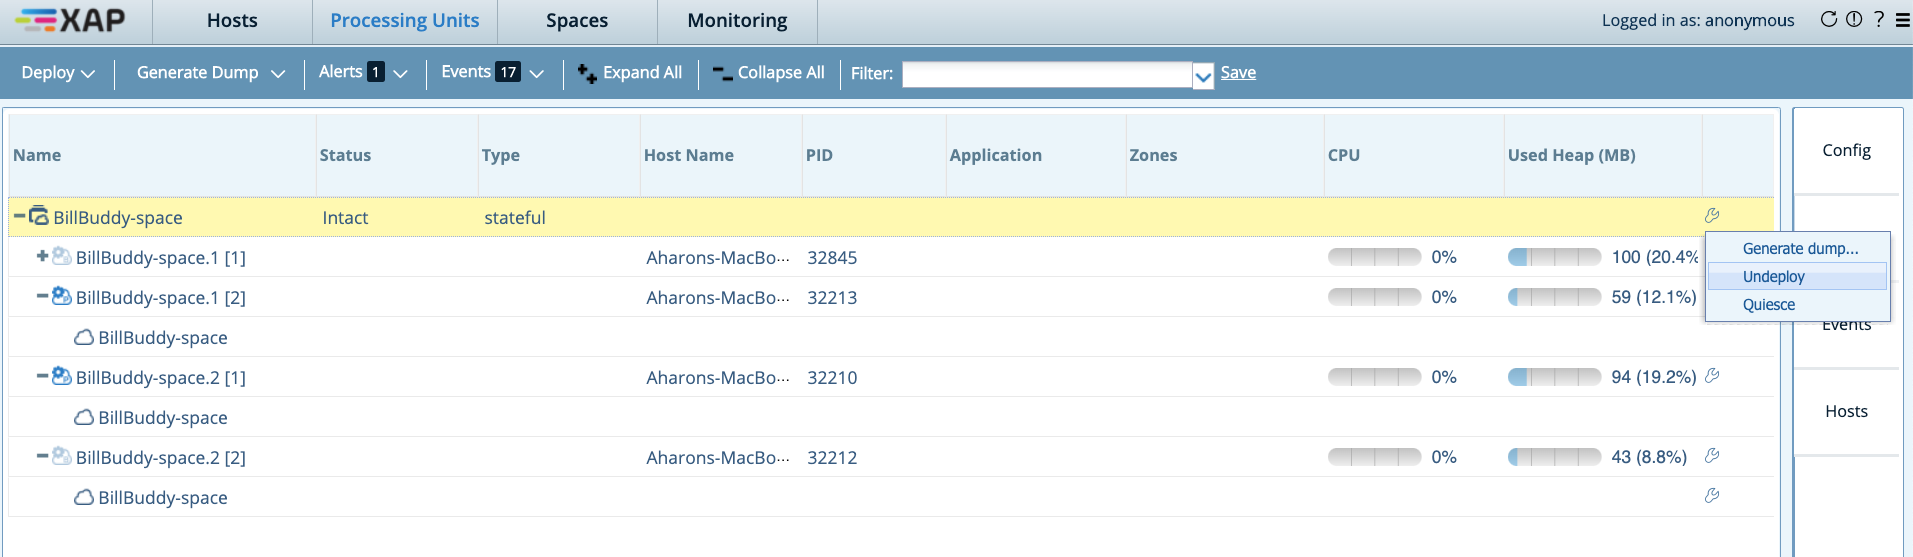 XAP Hosts Processing Units Spaces Monitoring Logged in as: anonymous ?
Deploy Generate Dump Alerts 1 Events 17 Expand All Collapse All Filter: Save
Name Status Type Host Name PID Application Zones CPU Used Heap (MB)
Config
BillBuddy-space Intact stateful
BillBuddy-space.1 [1] Aharons-MacBo... 32845 0% 100 (20.4%
Generate dump...
Undeploy
BillBuddy-space.1 [2] Aharons-MacBo... 32213 0% 59 (12.1%)
Quiesce
Events
BillBuddy-space
BillBuddy-space.2 [1] Aharons-MacBo... 32210 0% 94 (19.2%)
Hosts
BillBuddy-space
BillBuddy-space.2 [2] Aharons-MacBo... 32212 0% 43 (8.8%)
BillBuddy-space